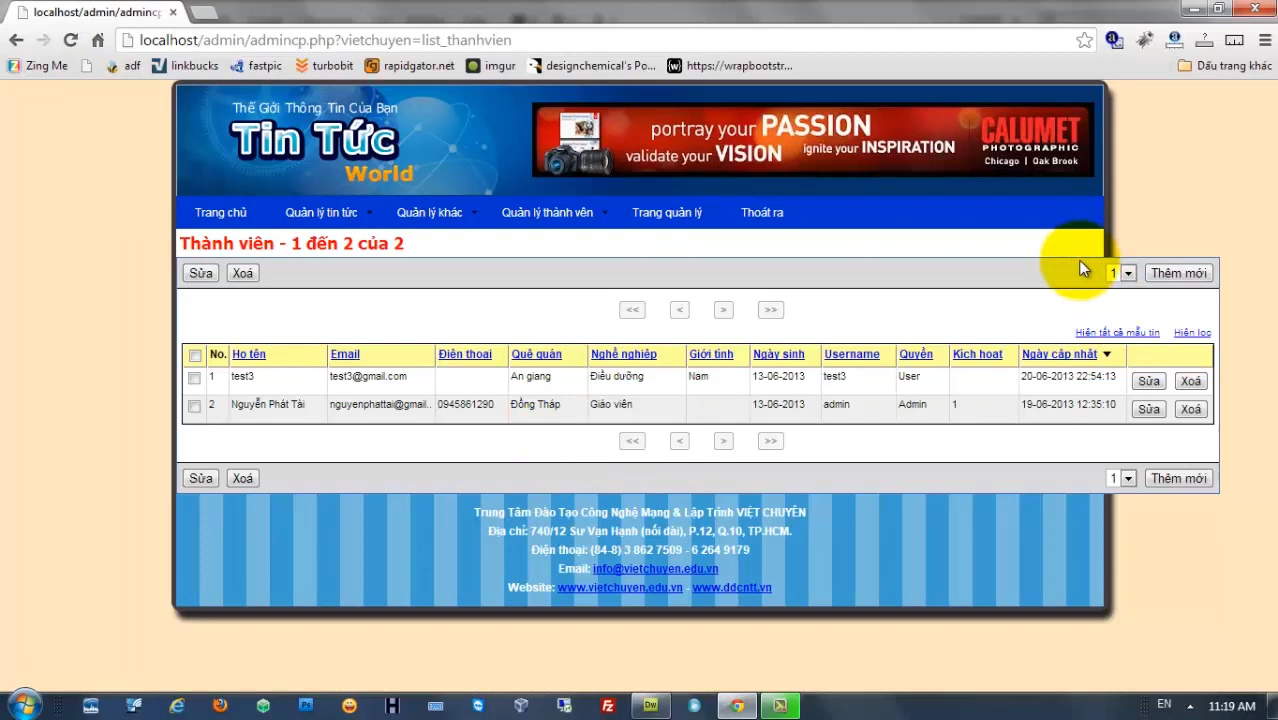 localhost/admin/admincp
localhost/admin/admincp.php?vietchuyen=list_thanhvien
Zing Me adf linkbucks fastpic turbobit rapidgator.net imgur designchemical's Po... https://wrapbootstr... Dấu trang khác
Thế Giới Thông Tin Của Bạn
Tin Tức
World
portray your PASSION
validate your VISION ignite your INSPIRATION
CALUMET
PHOTOGRAPHIC
Chicago | Oak Brook
Trang chủ Quản lý tin tức Quản lý khác Quản lý thành vên Trang quản lý Thoát ra
Thành viên - 1 đến 2 của 2
Sửa Xoá 1 Thêm mới
<< < > >>
Hiện tất cả mẫu tin Hiện lọc
No. Họ tên Email Điện thoại Quê quán Nghề nghiệp Giới tính Ngày sinh Username Quyền Kích hoạt Ngày cập nhật
1 test3 test3@gmail.com An giang Điều dưỡng Nam 13-06-2013 test3 User 20-06-2013 22:54:13 Sửa Xoá
2 Nguyễn Phát Tài nguyenphattai@gmail.. 0945861290 Đồng Tháp Giáo viên 13-06-2013 admin Admin 1 19-06-2013 12:35:10 Sửa Xoá
<< < > >>
Sửa Xoá 1 Thêm mới
Trung Tâm Đào Tạo Công Nghệ Mạng & Lập Trình VIỆT CHUYÊN
Địa chỉ: 740/12 Sư Vạn Hạnh (nối dài), P.12, Q.10, TP.HCM.
Điện thoại: (84-8) 3 862 7509 - 6 264 9179
Email: info@vietchuyen.edu.vn
Website: www.vietchuyen.edu.vn - www.ddcntt.vn
EN 11:19 AM